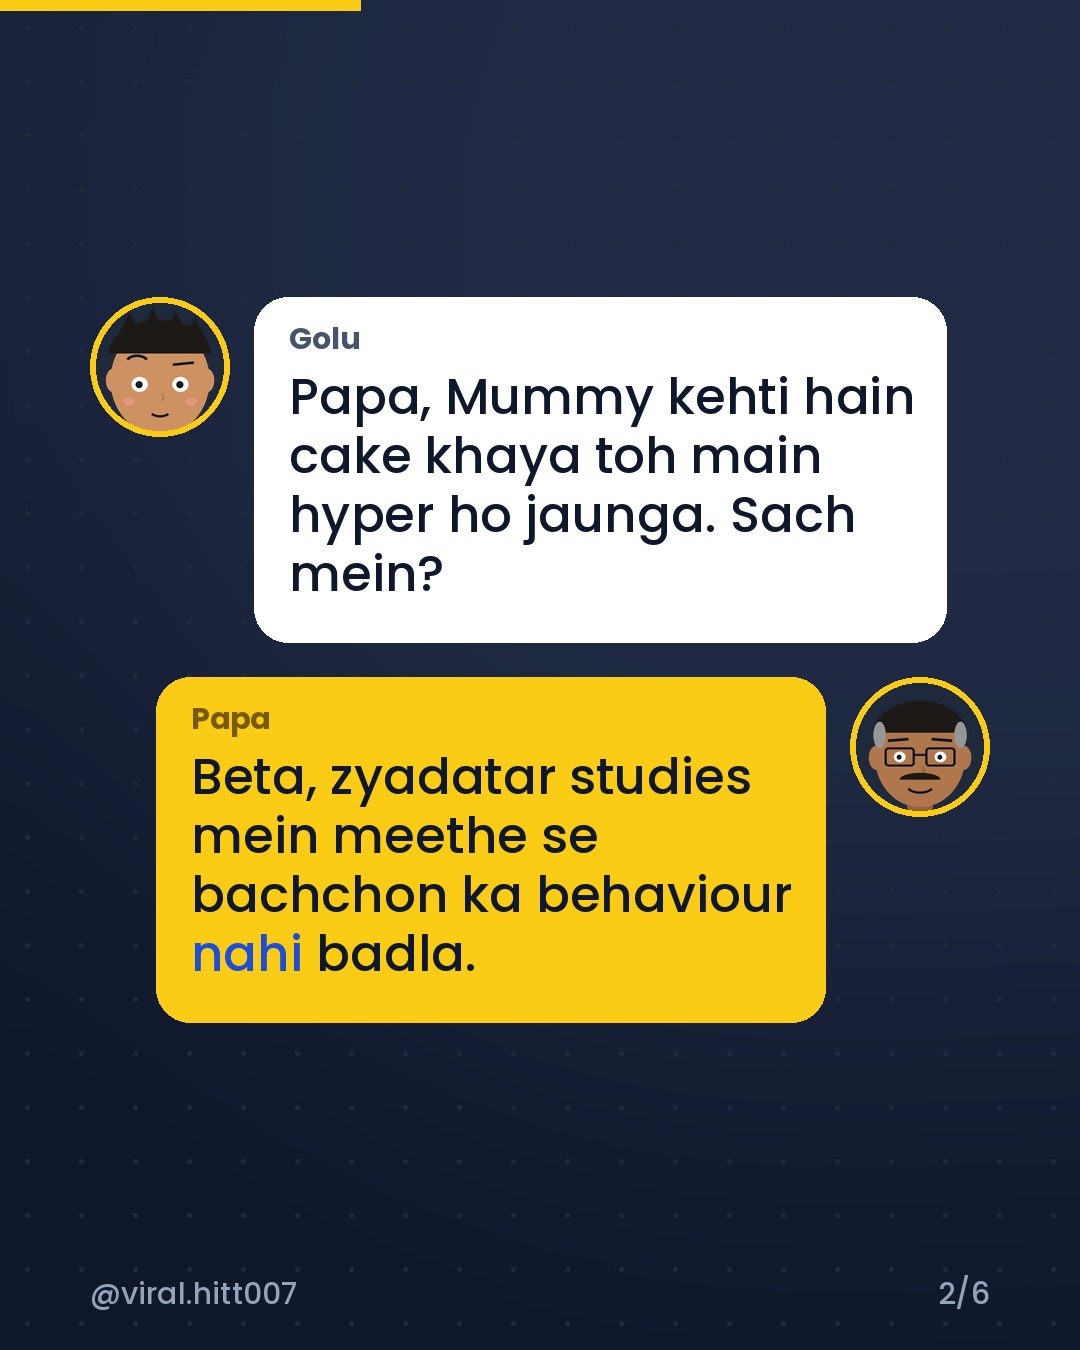 Golu
Papa, Mummy kehti hain
cake khaya toh main
hyper ho jaunga. Sach
mein?
Papa
Beta, zyadatar studies
mein meethe se
bachchon ka behaviour
nahi badla.
@viral.hitt007
2/6